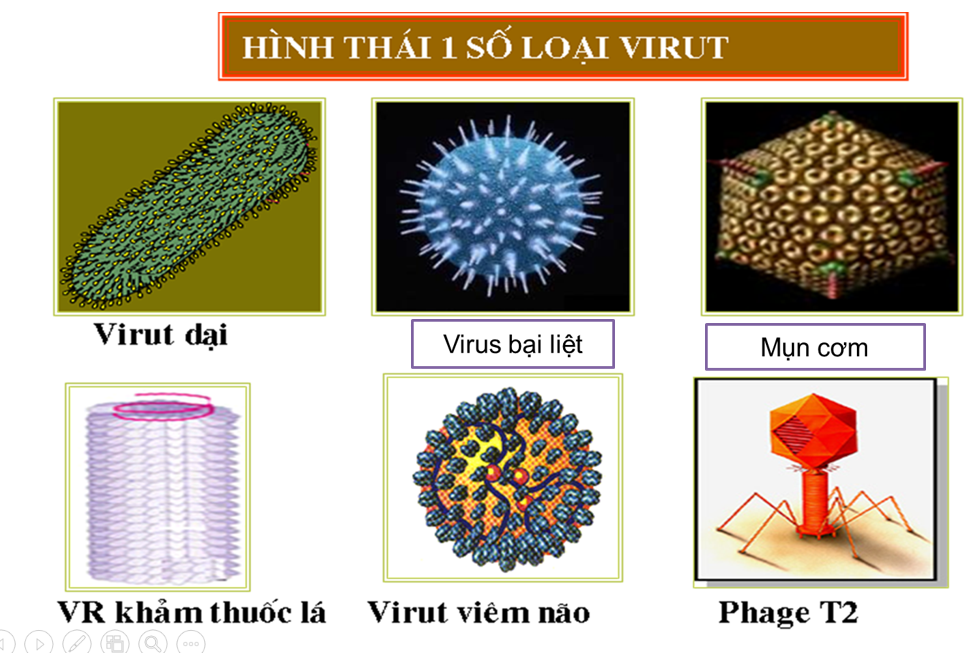 HÌNH THÁI 1 SỐ LOẠI VIRUT
Virut dại
Virus bại liệt
Mụn cơm
VR khảm thuốc lá
Virut viêm não
Phage T2